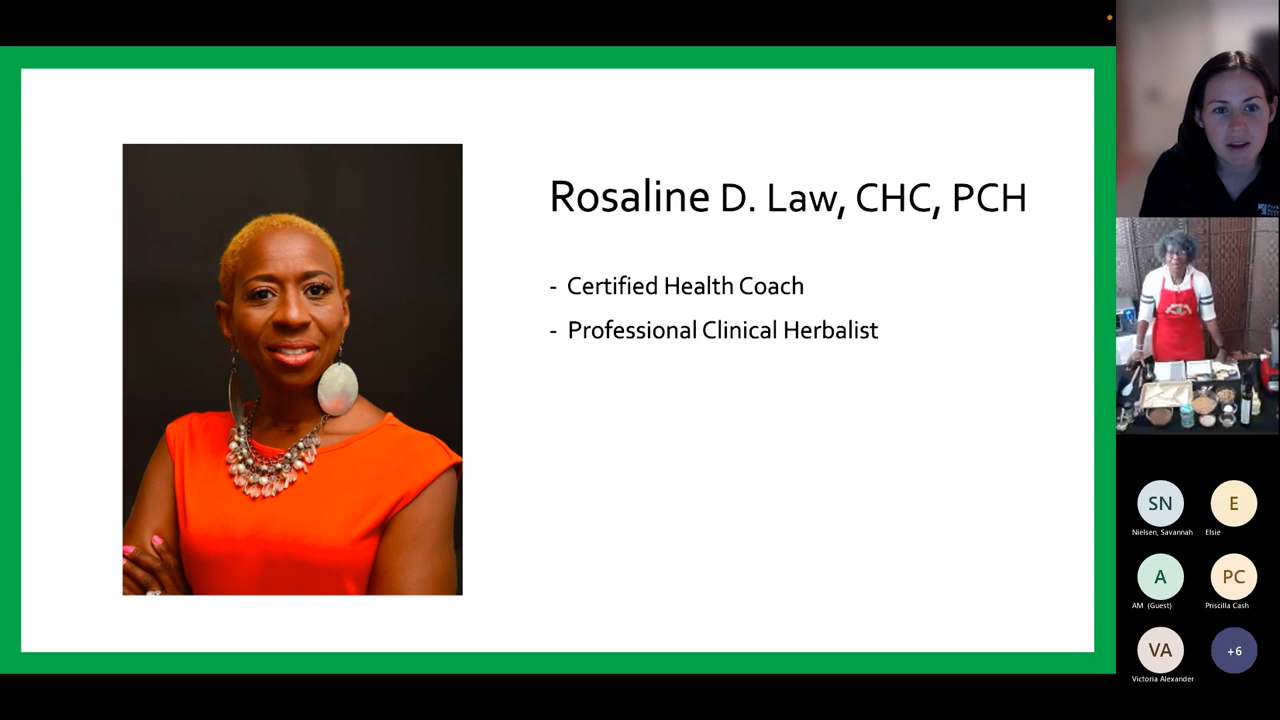 Rosaline D. Law, CHC, PCH
- Certified Health Coach
- Professional Clinical Herbalist
SN
E
Nielsen, Savannah
Elsie
A
PC
AM (Guest)
Priscilla Cash
VA
+6
Victoria Alexander